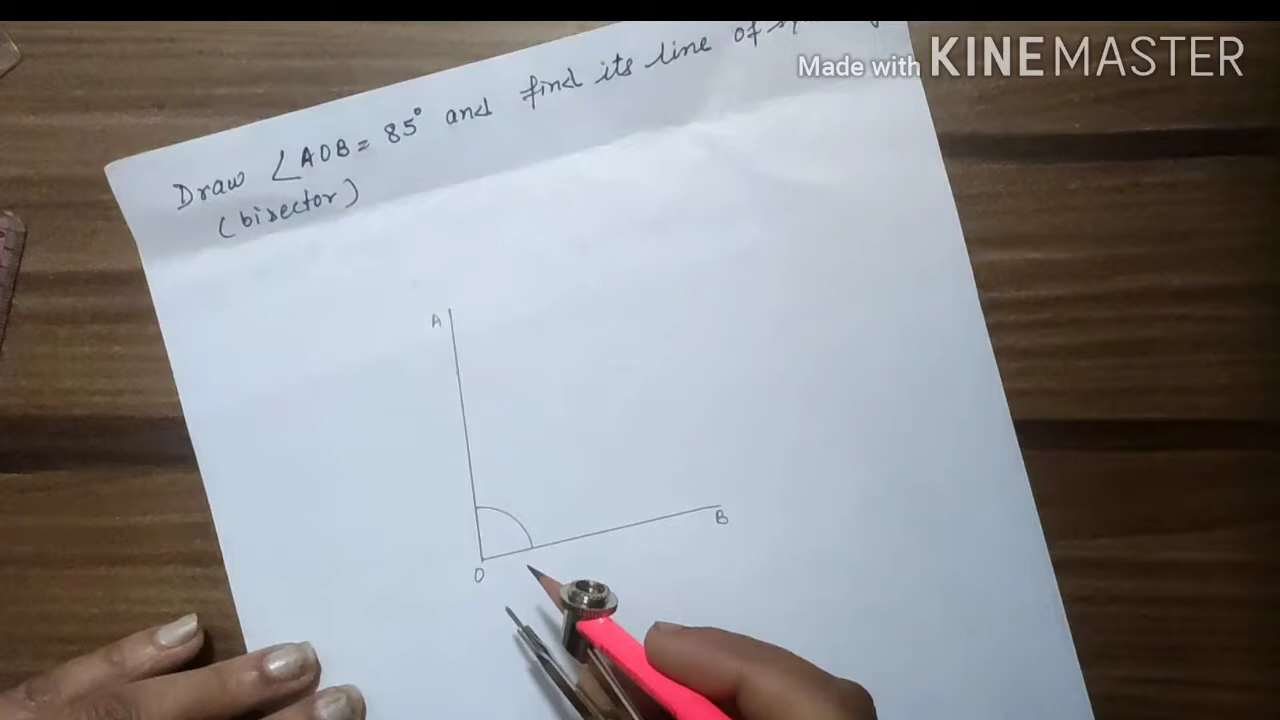 Made with KINEMASTER
Draw ∠AOB = 85° and find its line of
(bisector)
A
B
O